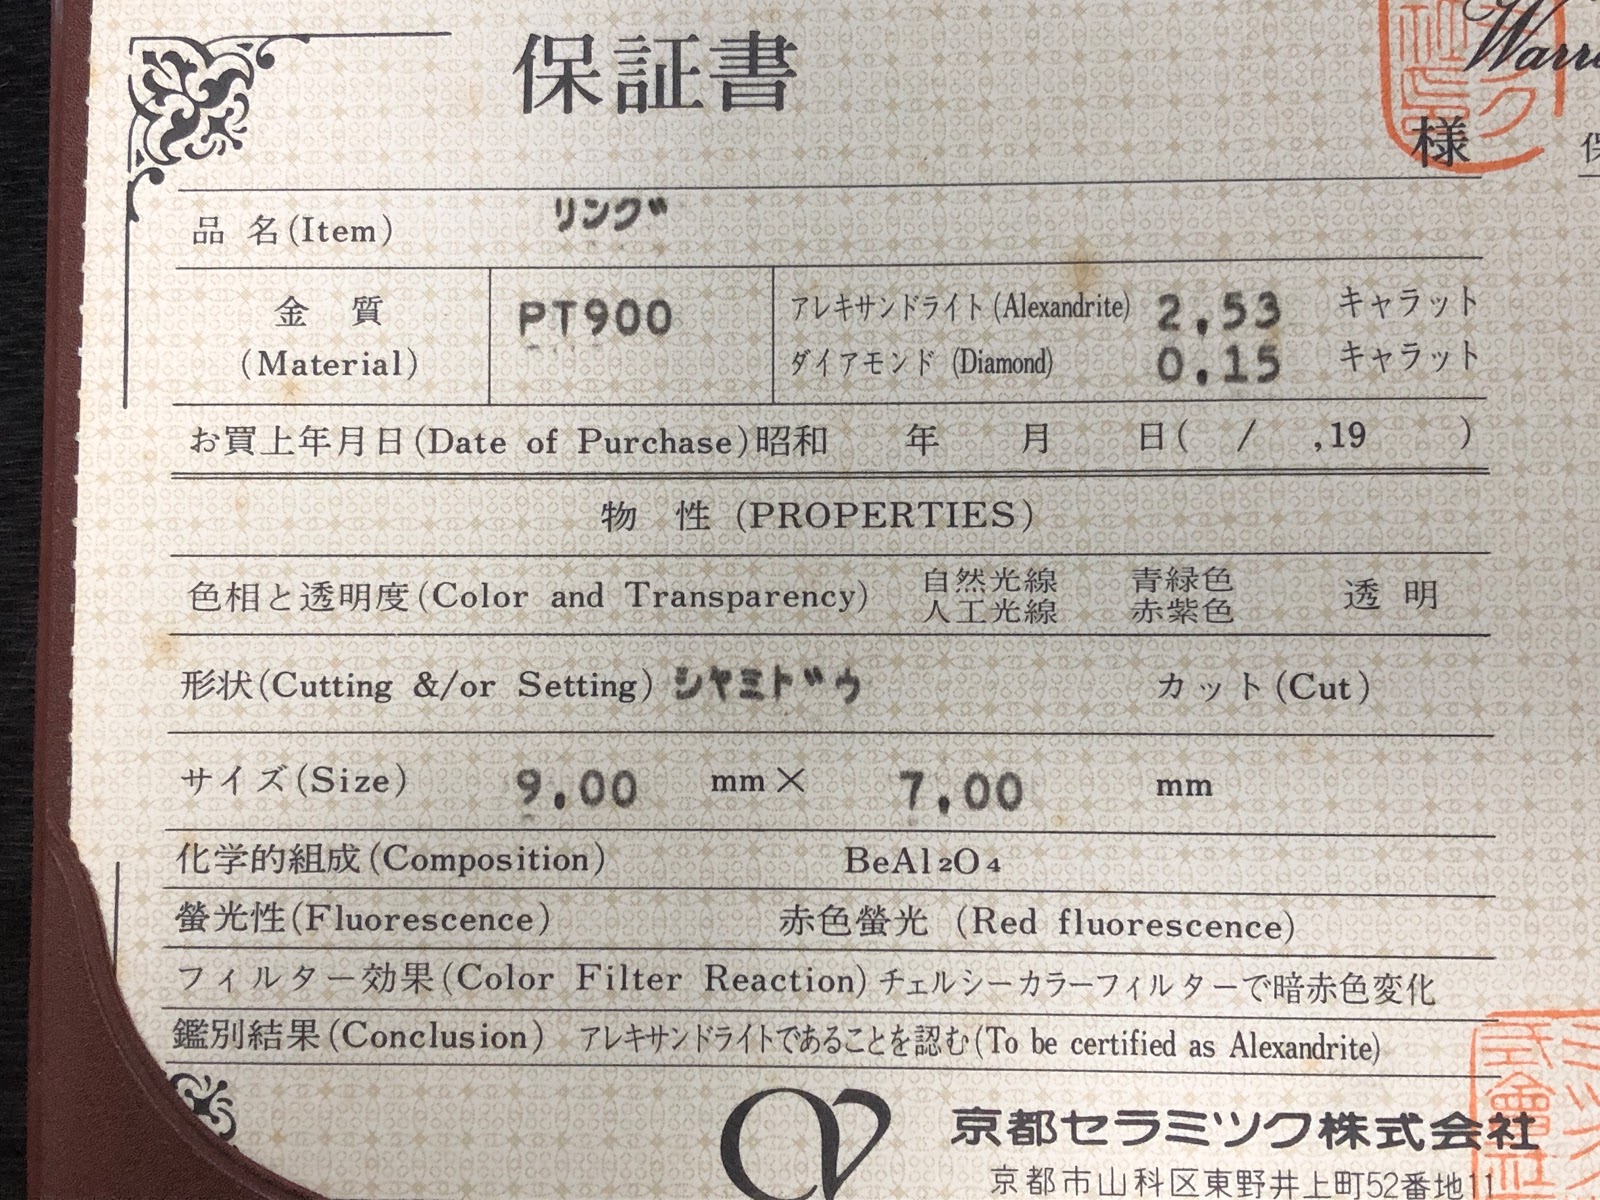 保証書
Warr
様
保
品名(Item) リング
金質 (Material) PT900
アレキサンドライト(Alexandrite) 2.53 キャラット
ダイアモンド(Diamond) 0.15 キャラット
お買上年月日(Date of Purchase)昭和 年 月 日( / ,19 )
物性(PROPERTIES)
色相と透明度(Color and Transparency) 自然光線 青緑色 透明
人工光線 赤紫色
形状(Cutting &/or Setting) シャミドゥ カット(Cut)
サイズ(Size) 9.00 mm × 7.00 mm
化学的組成(Composition) BeAl₂O₄
螢光性(Fluorescence) 赤色螢光 (Red fluorescence)
フィルター効果(Color Filter Reaction) チェルシーカラーフィルターで暗赤色変化
鑑別結果(Conclusion) アレキサンドライトであることを認む(To be certified as Alexandrite)
京都セラミツク株式会社
京都市山科区東野井上町52番地11